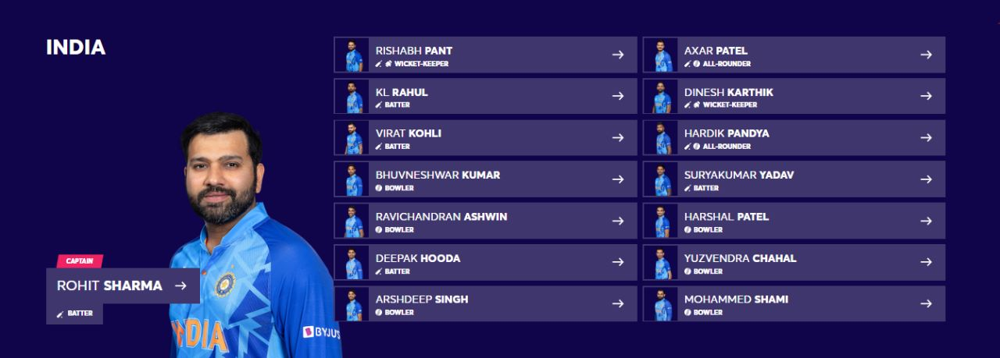 INDIA
CAPTAIN
ROHIT SHARMA
BATTER
INDIA
BYJU'S
RISHABH PANT
WICKET-KEEPER
KL RAHUL
BATTER
VIRAT KOHLI
BATTER
BHUVNESHWAR KUMAR
BOWLER
RAVICHANDRAN ASHWIN
BOWLER
DEEPAK HOODA
BATTER
ARSHDEEP SINGH
BOWLER
AXAR PATEL
ALL-ROUNDER
DINESH KARTHIK
WICKET-KEEPER
HARDIK PANDYA
ALL-ROUNDER
SURYAKUMAR YADAV
BATTER
HARSHAL PATEL
BOWLER
YUZVENDRA CHAHAL
BOWLER
MOHAMMED SHAMI
BOWLER